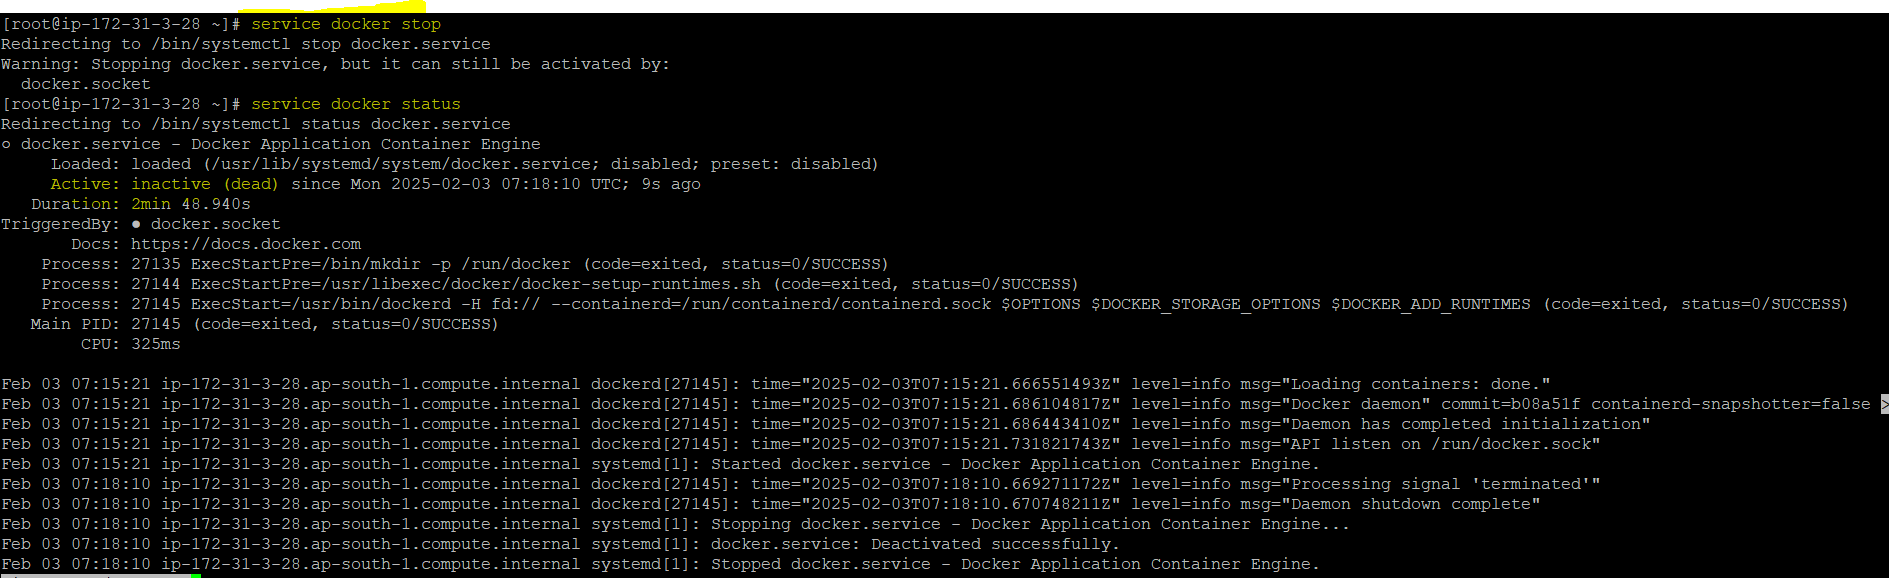 [root@ip-172-31-3-28 ~]# service docker stop
Redirecting to /bin/systemctl stop docker.service
Warning: Stopping docker.service, but it can still be activated by:
  docker.socket
[root@ip-172-31-3-28 ~]# service docker status
Redirecting to /bin/systemctl status docker.service
○ docker.service - Docker Application Container Engine
     Loaded: loaded (/usr/lib/systemd/system/docker.service; disabled; preset: disabled)
     Active: inactive (dead) since Mon 2025-02-03 07:18:10 UTC; 9s ago
   Duration: 2min 48.940s
TriggeredBy: ● docker.socket
       Docs: https://docs.docker.com
    Process: 27135 ExecStartPre=/bin/mkdir -p /run/docker (code=exited, status=0/SUCCESS)
    Process: 27144 ExecStartPre=/usr/libexec/docker/docker-setup-runtimes.sh (code=exited, status=0/SUCCESS)
    Process: 27145 ExecStart=/usr/bin/dockerd -H fd:// --containerd=/run/containerd/containerd.sock $OPTIONS $DOCKER_STORAGE_OPTIONS $DOCKER_ADD_RUNTIMES (code=exited, status=0/SUCCESS)
   Main PID: 27145 (code=exited, status=0/SUCCESS)
        CPU: 325ms

Feb 03 07:15:21 ip-172-31-3-28.ap-south-1.compute.internal dockerd[27145]: time="2025-02-03T07:15:21.666551493Z" level=info msg="Loading containers: done."
Feb 03 07:15:21 ip-172-31-3-28.ap-south-1.compute.internal dockerd[27145]: time="2025-02-03T07:15:21.686104817Z" level=info msg="Docker daemon" commit=b08a51f containerd-snapshotter=false >
Feb 03 07:15:21 ip-172-31-3-28.ap-south-1.compute.internal dockerd[27145]: time="2025-02-03T07:15:21.686443410Z" level=info msg="Daemon has completed initialization"
Feb 03 07:15:21 ip-172-31-3-28.ap-south-1.compute.internal dockerd[27145]: time="2025-02-03T07:15:21.731821743Z" level=info msg="API listen on /run/docker.sock"
Feb 03 07:15:21 ip-172-31-3-28.ap-south-1.compute.internal systemd[1]: Started docker.service - Docker Application Container Engine.
Feb 03 07:18:10 ip-172-31-3-28.ap-south-1.compute.internal dockerd[27145]: time="2025-02-03T07:18:10.669271172Z" level=info msg="Processing signal 'terminated'"
Feb 03 07:18:10 ip-172-31-3-28.ap-south-1.compute.internal dockerd[27145]: time="2025-02-03T07:18:10.670748211Z" level=info msg="Daemon shutdown complete"
Feb 03 07:18:10 ip-172-31-3-28.ap-south-1.compute.internal systemd[1]: Stopping docker.service - Docker Application Container Engine...
Feb 03 07:18:10 ip-172-31-3-28.ap-south-1.compute.internal systemd[1]: docker.service: Deactivated successfully.
Feb 03 07:18:10 ip-172-31-3-28.ap-south-1.compute.internal systemd[1]: Stopped docker.service - Docker Application Container Engine.